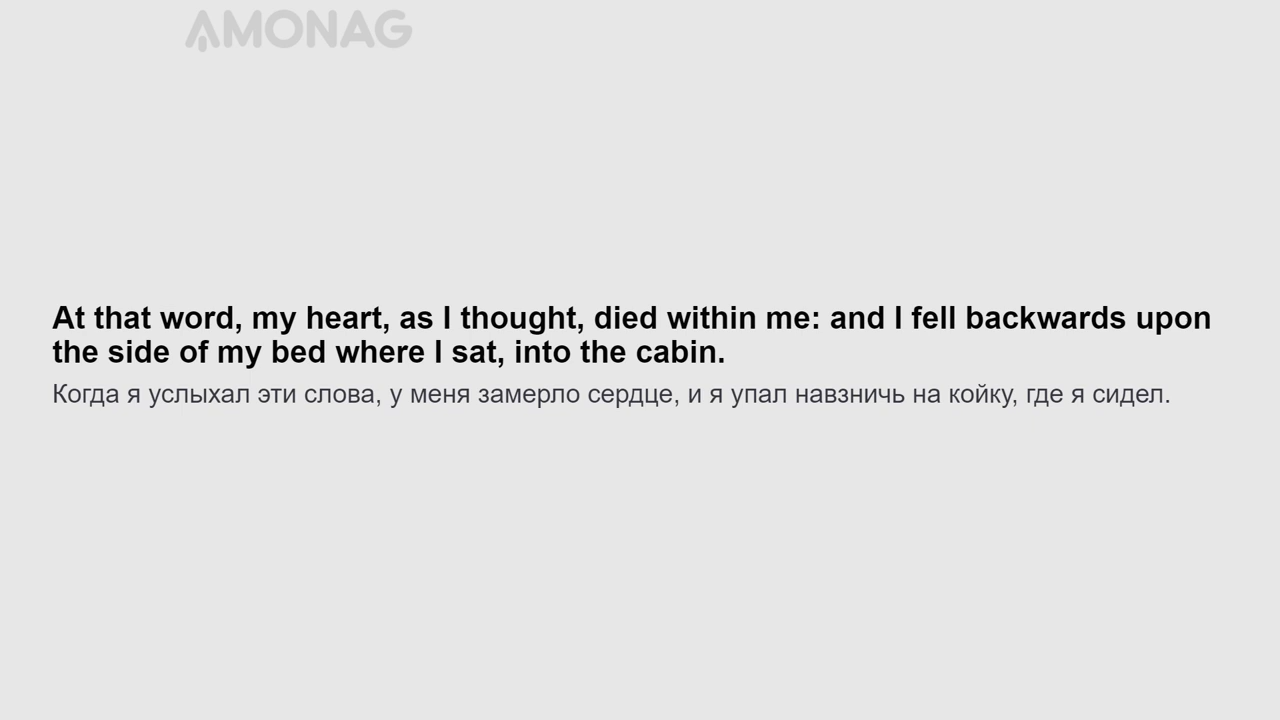 AMONAG
At that word, my heart, as I thought, died within me: and I fell backwards upon
the side of my bed where I sat, into the cabin.
Когда я услыхал эти слова, у меня замерло сердце, и я упал навзничь на койку, где я сидел.